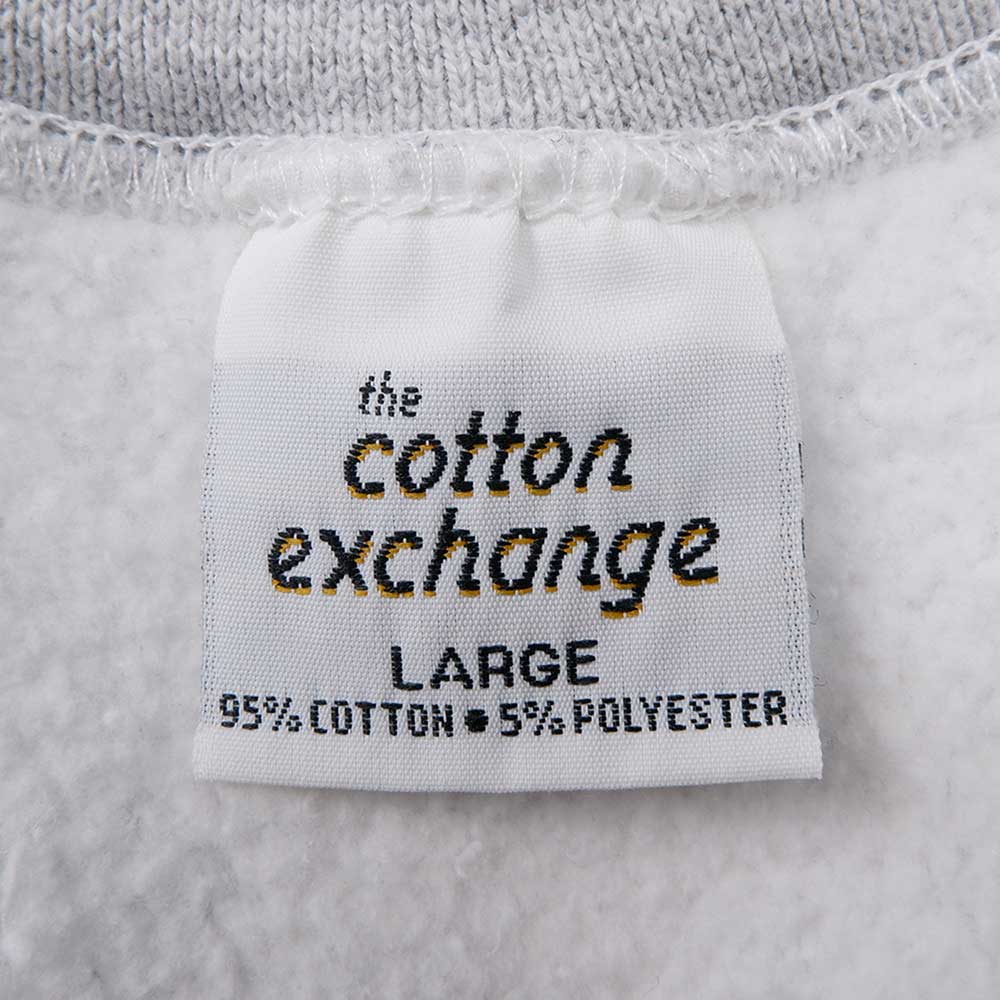 the
cotton
exchange
LARGE
95% COTTON • 5% POLYESTER